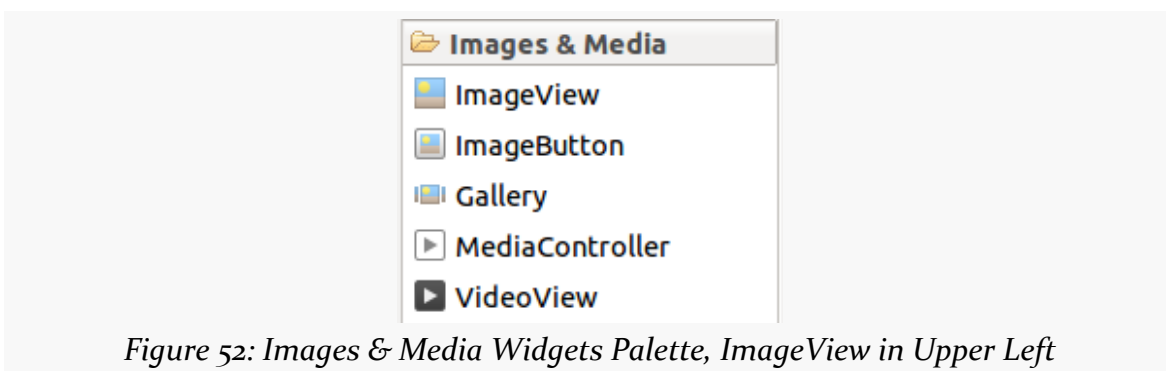 Images & Media
ImageView
ImageButton
Gallery
MediaController
VideoView
Figure 52: Images & Media Widgets Palette, ImageView in Upper Left